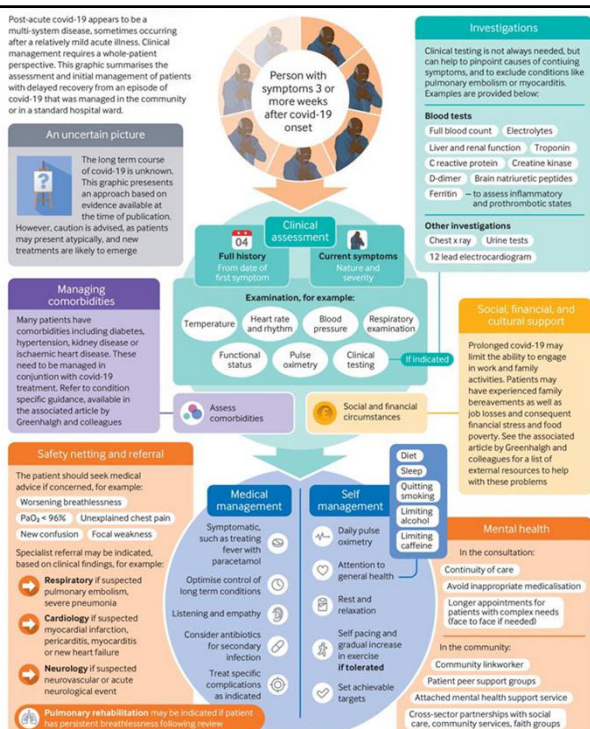 Post-acute covid-19 appears to be a
multi-system disease, sometimes occurring
after a relatively mild acute illness. Clinical
management requires a whole-patient
perspective. This graphic summarises the
assessment and initial management of patients
with delayed recovery from an episode of
covid-19 that was managed in the community
or in a standard hospital ward.
Person with
symptoms 3 or
more weeks
after covid-19
onset
Investigations
Clinical testing is not always needed, but
can help to pinpoint causes of contiuing
symptoms, and to exclude conditions like
pulmonary embolism or myocarditis.
Examples are provided below:
Blood tests
Full blood count
Electrolytes
Liver and renal function
Troponin
C reactive protein
Creatine kinase
D-dimer
Brain natriuretic peptides
Ferritin
– to assess inflammatory
and prothrombotic states
Other investigations
Chest x ray
Urine tests
12 lead electrocardiogram
An uncertain picture
?
The long term course
of covid-19 is unknown.
This graphic presesents
an approach based on
evidence available at
the time of publication.
However, caution is advised, as patients
may present atypically, and new
treatments are likely to emerge
Clinical
assessment
04
Full history
From date of
first symptom
Current symptoms
Nature and
severity
Examination, for example:
Temperature
Heart rate
and rhythm
Blood
pressure
Respiratory
examination
Functional
status
Pulse
oximetry
Clinical
testing
If indicated
Managing
comorbidities
Many patients have
comorbidities including diabetes,
hypertension, kidney disease or
ischaemic heart disease. These
need to be managed in
conjuntion with covid-19
treatment. Refer to condition
specific guidance, available in
the associated article by
Greenhalgh and colleagues
Assess
comorbidities
Social and financial
circumstances
Social, financial, and
cultural support
Prolonged covid-19 may
limit the ability to engage
in work and family
activities. Patients may
have experienced family
bereavements as well as
job losses and consequent
financial stress and food
poverty. See the associated
article by Greenhalgh and
colleagues for a list of
external resources to help
with these problems
Safety netting and referral
The patient should seek medical
advice if concerned, for example:
Worsening breathlessness
PaO₂ < 96%
Unexplained chest pain
New confusion
Focal weakness
Specialist referral may be indicated,
based on clinical findings, for example:
Respiratory if suspected
pulmonary embolism,
severe pneumonia
Cardiology if suspected
myocardial infarction,
pericarditis, myocarditis
or new heart failure
Neurology if suspected
neurovascular or acute
neurological event
Pulmonary rehabilitation may be indicated if patient
has persistent breathlessness following review
Medical
management
Symptomatic,
such as treating
fever with
paracetamol
Optimise control of
long term conditions
Listening and empathy
Consider antibiotics
for secondary
infection
Treat specific
complications
as indicated
Self
management
Daily pulse
oximetry
Attention to
general health
Rest and
relaxation
Self pacing and
gradual increase
in exercise
if tolerated
Set achievable
targets
Diet
Sleep
Quitting
smoking
Limiting
alcohol
Limiting
caffeine
Mental health
In the consultation:
Continuity of care
Avoid inappropriate medicalisation
Longer appointments for
patients with complex needs
(face to face if needed)
In the community:
Community linkworker
Patient peer support groups
Attached mental health support service
Cross-sector partnerships with social
care, community services, faith groups